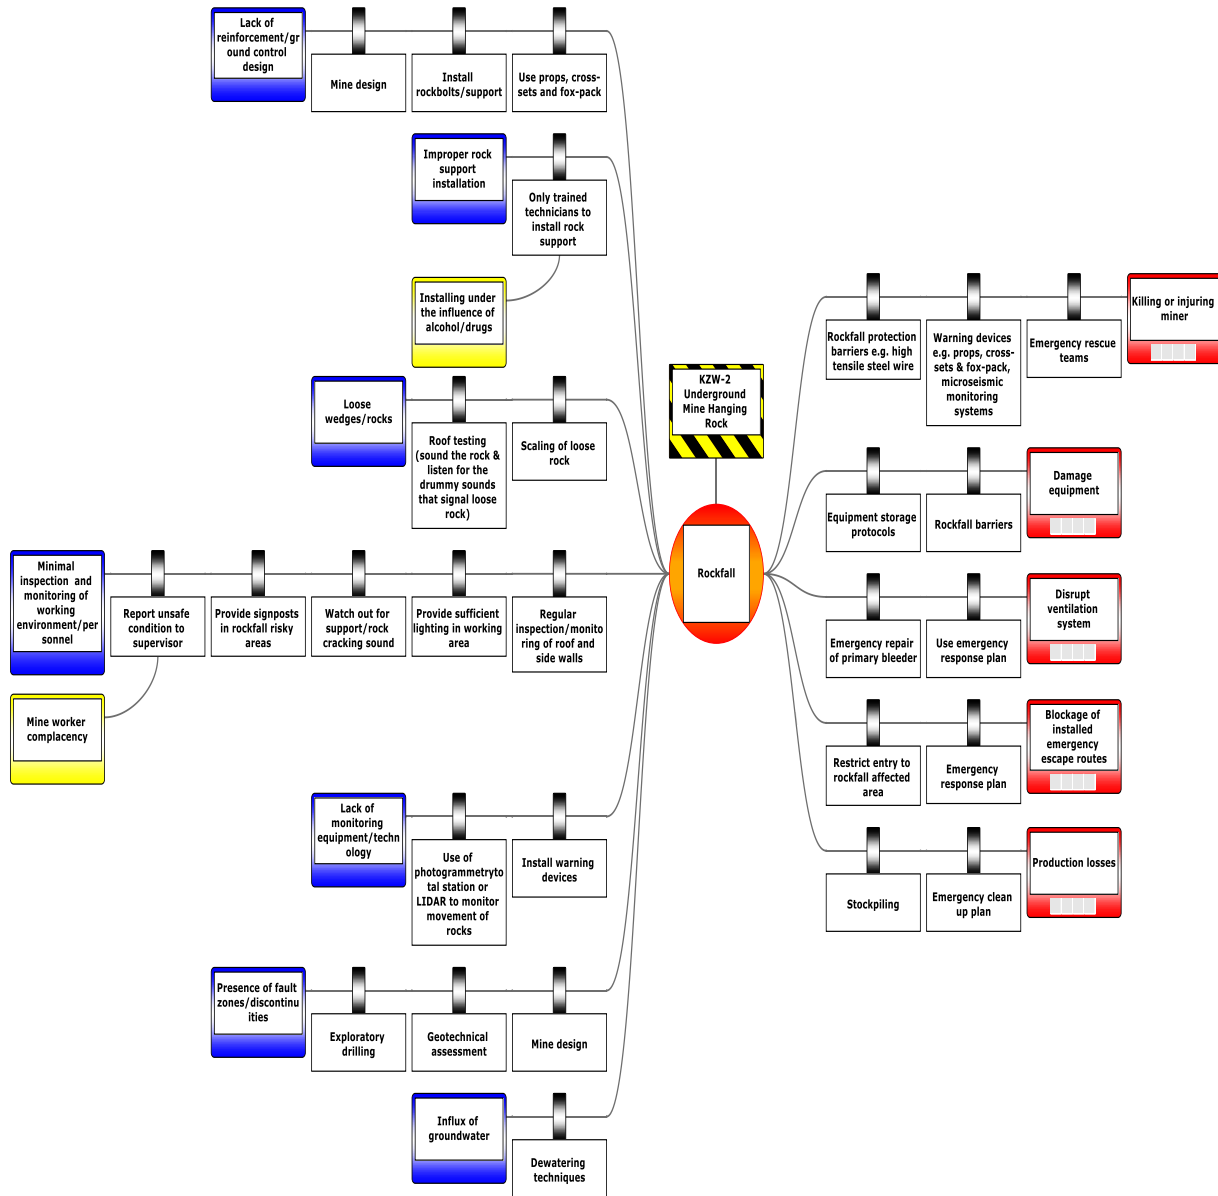 Lack of
reinforcement/gr
ound control
design
Mine design
Install
rockbolts/support
Use props, cross-
sets and fox-pack
Improper rock
support
installation
Only trained
technicians to
install rock
support
Installing under
the influence of
alcohol/drugs
Loose
wedges/rocks
Roof testing
(sound the rock &
listen for the
drummy sounds
that signal loose
rock)
Scaling of loose
rock
Minimal
inspection and
monitoring of
working
environment/per
sonnel
Report unsafe
condition to
supervisor
Provide signposts
in rockfall risky
areas
Watch out for
support/rock
cracking sound
Provide sufficient
lighting in working
area
Regular
inspection/monito
ring of roof and
side walls
Mine worker
complacency
Lack of
monitoring
equipment/techn
ology
Use of
photogrammetryto
tal station or
LIDAR to monitor
movement of
rocks
Install warning
devices
Presence of fault
zones/discontinu
ities
Exploratory
drilling
Geotechnical
assessment
Mine design
Influx of
groundwater
Dewatering
techniques
KZW-2
Underground
Mine Hanging
Rock
Rockfall
Rockfall protection
barriers e.g. high
tensile steel wire
Warning devices
e.g. props, cross-
sets & fox-pack,
microseismic
monitoring
systems
Emergency rescue
teams
Killing or injuring
miner
Equipment storage
protocols
Rockfall barriers
Damage
equipment
Emergency repair
of primary bleeder
Use emergency
response plan
Disrupt
ventilation
system
Restrict entry to
rockfall affected
area
Emergency
response plan
Blockage of
installed
emergency
escape routes
Stockpiling
Emergency clean
up plan
Production losses